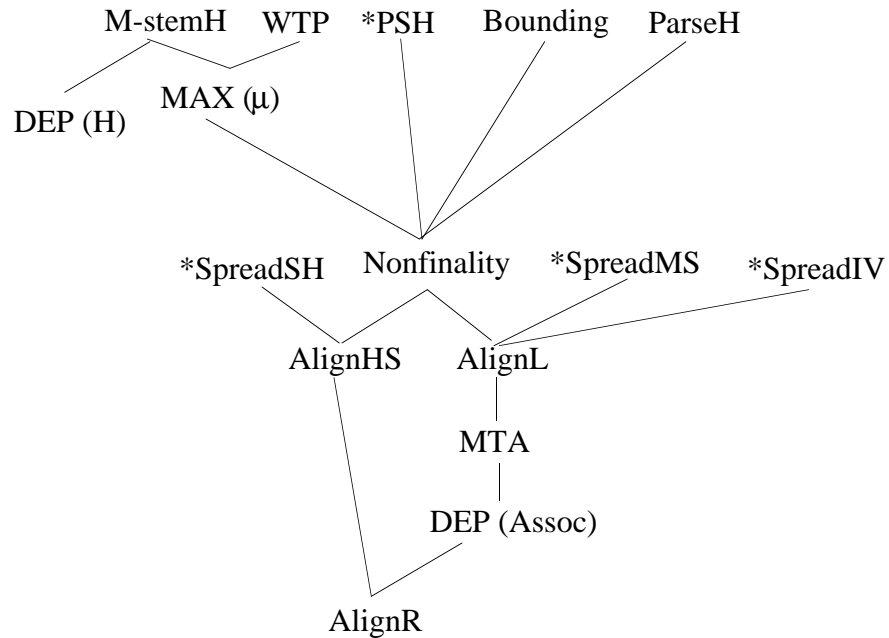 M-stemH WTP *PSH Bounding ParseH
DEP (H) MAX (μ)
*SpreadSH Nonfinality *SpreadMS *SpreadIV
AlignHS AlignL
MTA
DEP (Assoc)
AlignR